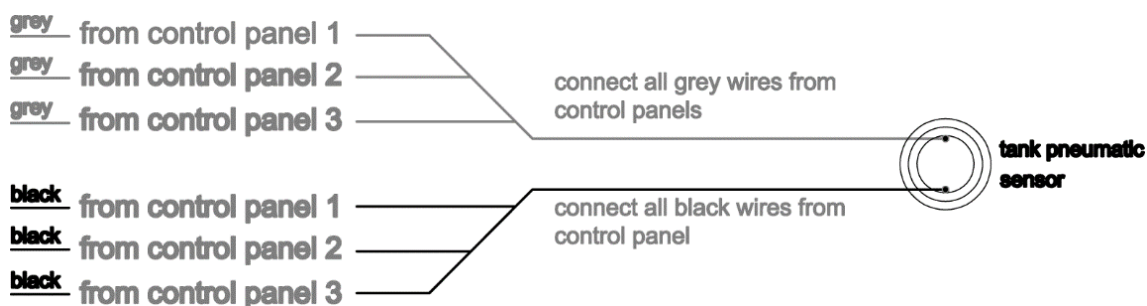 grey from control panel 1
grey from control panel 2
grey from control panel 3
connect all grey wires from
control panels
tank pneumatic
sensor
black from control panel 1
black from control panel 2
black from control panel 3
connect all black wires from
control panel